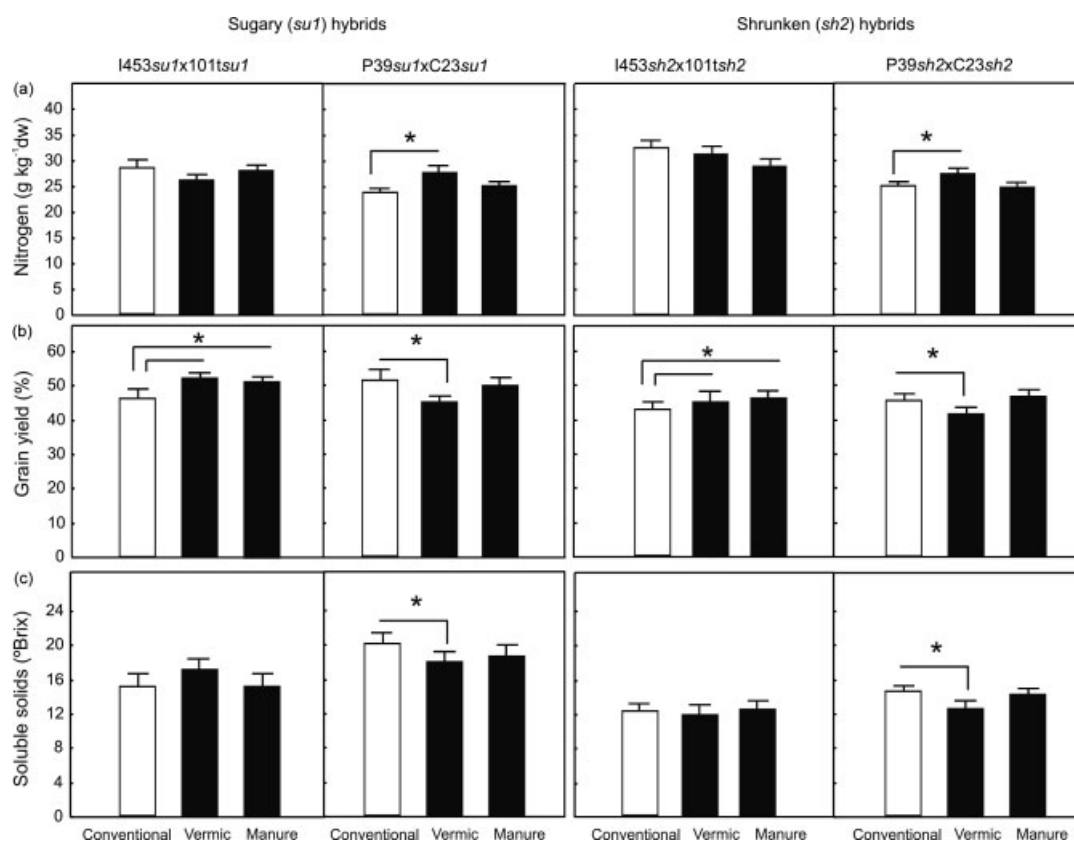 Sugary (su1) hybrids
Shrunken (sh2) hybrids
I453su1x101tsu1
P39su1xC23su1
I453sh2x101tsh2
P39sh2xC23sh2
(a)
Nitrogen (g kg⁻¹dw)
40
35
30
25
20
15
10
5
0
*
*
(b)
Grain yield (%)
60
50
40
30
20
10
0
*
*
*
*
(c)
Soluble solids (ºBrix)
24
20
16
12
8
4
0
*
*
Conventional Vermic Manure
Conventional Vermic Manure
Conventional Vermic Manure
Conventional Vermic Manure